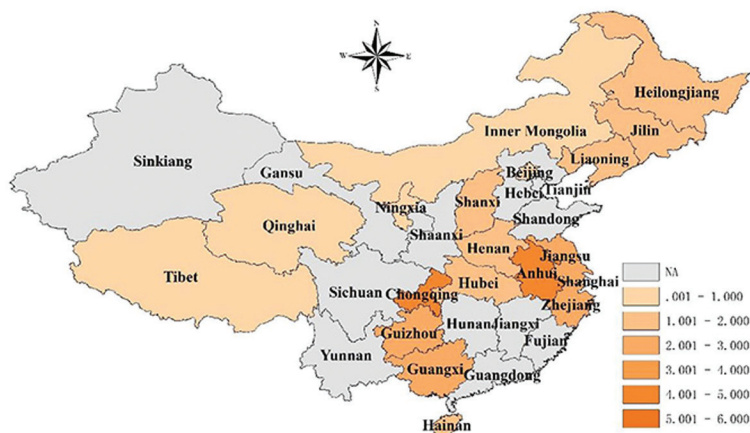 N
W
E
S
Heilongjiang
Jilin
Inner Mongolia
Liaoning
Sinkiang
Beijing
Gansu
Tianjin
Hebei
Shanxi
Ningxia
Shandong
Qinghai
Shaanxi
Henan
Jiangsu
Anhui
Tibet
Shanghai
Hubei
Sichuan
Chongqing
Zhejiang
Hunan
Jiangxi
Guizhou
Fujian
Yunnan
Guangxi
Guangdong
Hainan
NA
.001 - 1.000
1.001 - 2.000
2.001 - 3.000
3.001 - 4.000
4.001 - 5.000
5.001 - 6.000